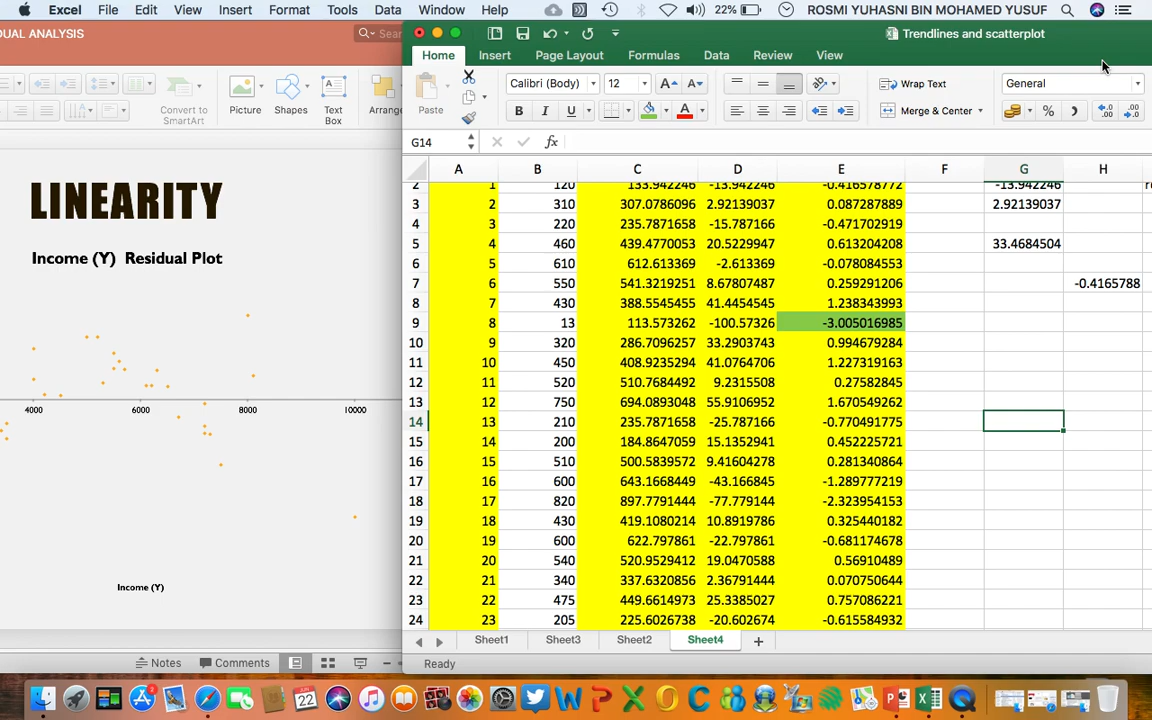 Excel File Edit View Insert Format Tools Data Window Help 22% ROSMI YUHASNI BIN MOHAMED YUSUF
DUAL ANALYSIS
Sear
Trendlines and scatterplot
Home Insert Page Layout Formulas Data Review View
Convert to
SmartArt
Picture
Shapes
Text
Box
Arrange
Paste
Calibri (Body) 12
B I U
Wrap Text
Merge & Center
General
G14
fx
A B C D E F G H
2 1 120 133.942246 -13.942246 -0.416578772 -13.942246
3 2 310 307.0786096 2.92139037 0.087287889 2.92139037
4 3 220 235.7871658 -15.787166 -0.471702919
5 4 460 439.4770053 20.5229947 0.613204208 33.4684504
6 5 610 612.613369 -2.613369 -0.078084553
7 6 550 541.3219251 8.67807487 0.259291206 -0.4165788
8 7 430 388.5545455 41.4454545 1.238343993
9 8 13 113.573262 -100.57326 -3.005016985
10 9 320 286.7096257 33.2903743 0.994679284
11 10 450 408.9235294 41.0764706 1.227319163
12 11 520 510.7684492 9.2315508 0.27582845
13 12 750 694.0893048 55.9106952 1.670549262
14 13 210 235.7871658 -25.787166 -0.770491775
15 14 200 184.8647059 15.1352941 0.452225721
16 15 510 500.5839572 9.41604278 0.281340864
17 16 600 643.1668449 -43.166845 -1.289777219
18 17 820 897.7791444 -77.779144 -2.323954153
19 18 430 419.1080214 10.8919786 0.325440182
20 19 600 622.797861 -22.797861 -0.681174678
21 20 540 520.9529412 19.0470588 0.56910489
22 21 340 337.6320856 2.36791444 0.070750644
23 22 475 449.6614973 25.3385027 0.757086221
24 23 205 225.6026738 -20.602674 -0.615584932
LINEARITY
Income (Y) Residual Plot
4000 6000 8000 10000
Income (Y)
Sheet1 Sheet3 Sheet2 Sheet4 +
Notes Comments
Ready